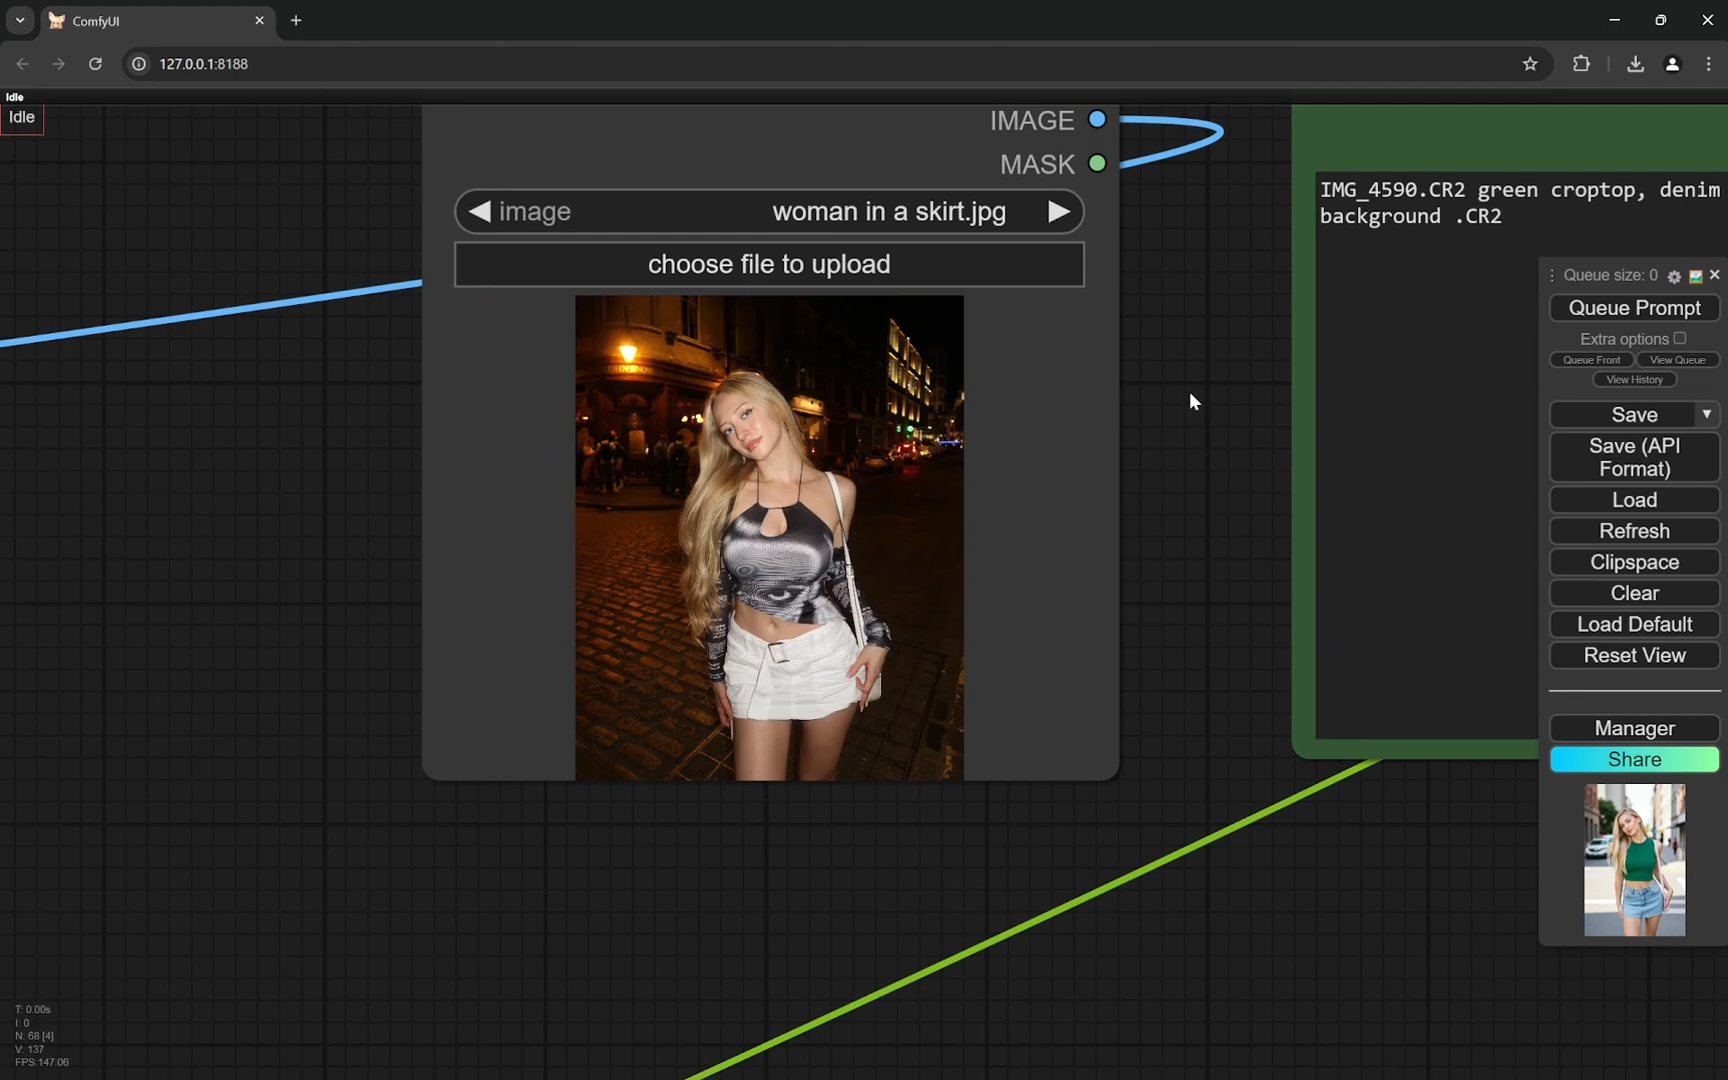 ComfyUI
127.0.0.1:8188
Idle
Idle
IMAGE
MASK
image woman in a skirt.jpg
choose file to upload
IMG_4590.CR2 green croptop, denim
background .CR2
Queue size: 0
Queue Prompt
Extra options
Queue Front View Queue
View History
Save
Save (API
Format)
Load
Refresh
Clipspace
Clear
Load Default
Reset View
Manager
Share
T: 0.00s
I: 0
N: 68 [4]
V: 137
FPS:147.06